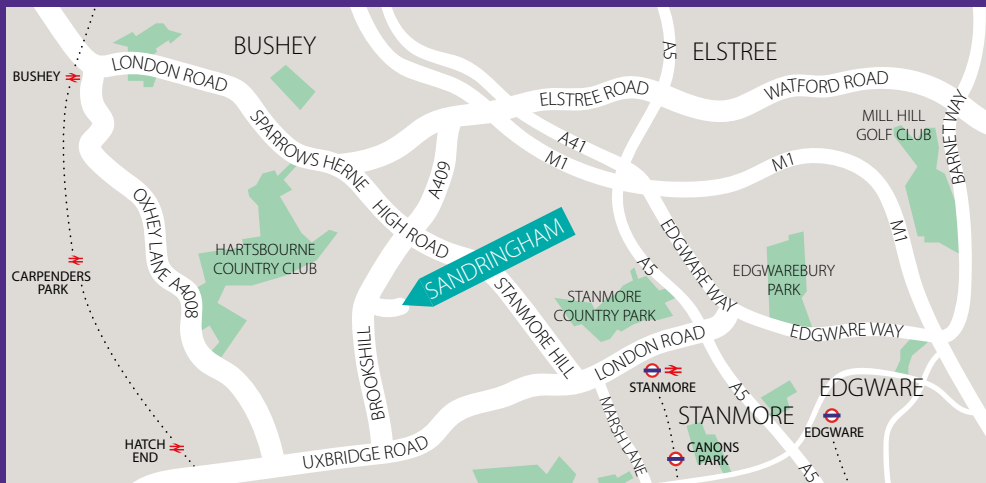 BUSHEY
ELSTREE
A5
BUSHEY
LONDON ROAD
ELSTREE ROAD
WATFORD ROAD
MILL HILL
GOLF CLUB
BARNET WAY
SPARROWS HERNE
A41
M1
M1
A409
OXHEY LANE A4008
HIGH ROAD
SANDRINGHAM
HARTSBOURNE
COUNTRY CLUB
EDGWARE WAY
M1
CARPENDERS
PARK
A5
EDGWAREBURY
PARK
STANMORE HILL
STANMORE
COUNTRY PARK
BROOKSHILL
LONDON ROAD
EDGWARE WAY
STANMORE
A5
EDGWARE
MARSH LANE
STANMORE
EDGWARE
HATCH
END
UXBRIDGE ROAD
CANONS
PARK
A5